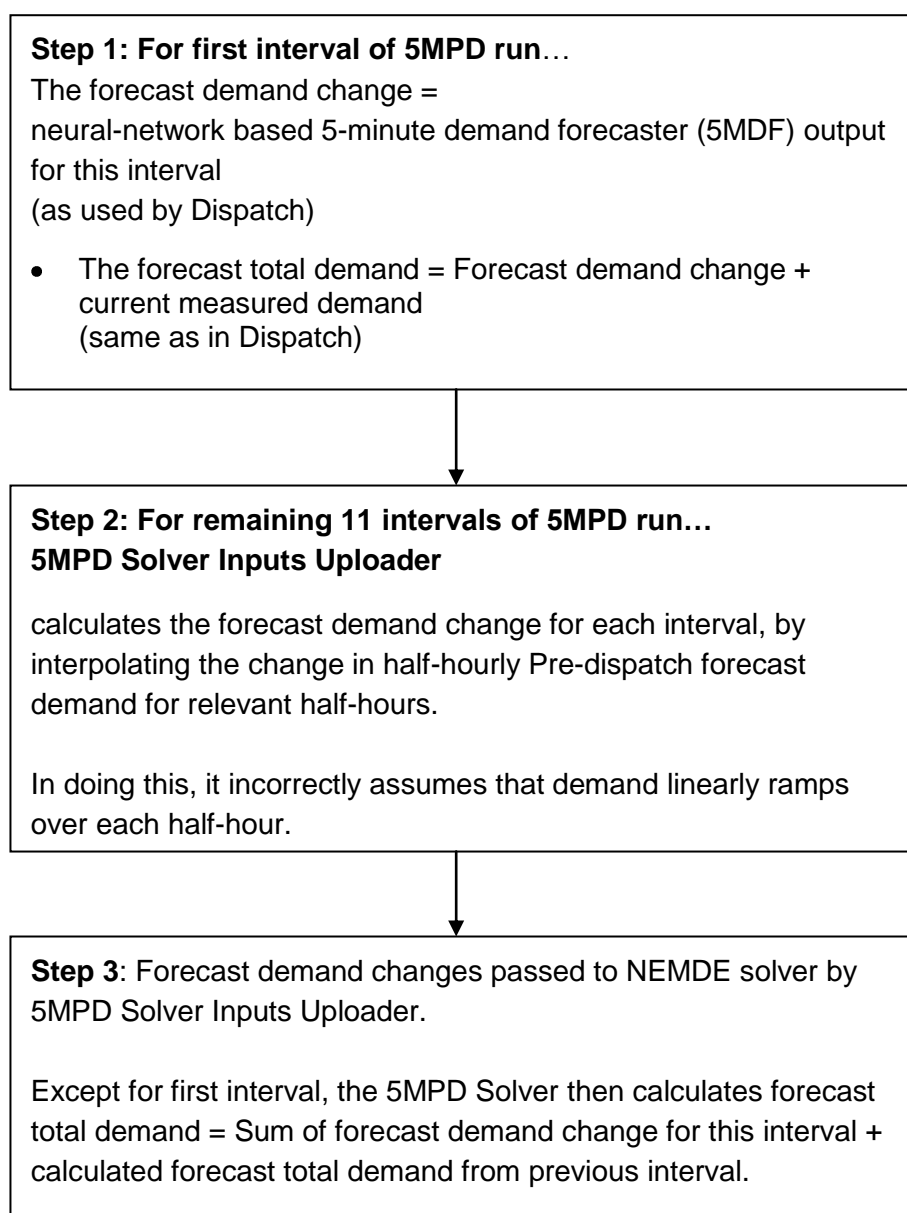 Step 1: For first interval of 5MPD run…
The forecast demand change =
neural-network based 5-minute demand forecaster (5MDF) output
for this interval
(as used by Dispatch)
• The forecast total demand = Forecast demand change +
current measured demand
(same as in Dispatch)
Step 2: For remaining 11 intervals of 5MPD run…
5MPD Solver Inputs Uploader
calculates the forecast demand change for each interval, by
interpolating the change in half-hourly Pre-dispatch forecast
demand for relevant half-hours.
In doing this, it incorrectly assumes that demand linearly ramps
over each half-hour.
Step 3: Forecast demand changes passed to NEMDE solver by
5MPD Solver Inputs Uploader.
Except for first interval, the 5MPD Solver then calculates forecast
total demand = Sum of forecast demand change for this interval +
calculated forecast total demand from previous interval.